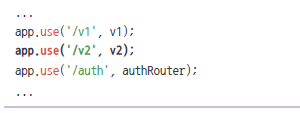 ...
app.use('/v1', v1);
app.use('/v2', v2);
app.use('/auth', authRouter);
...